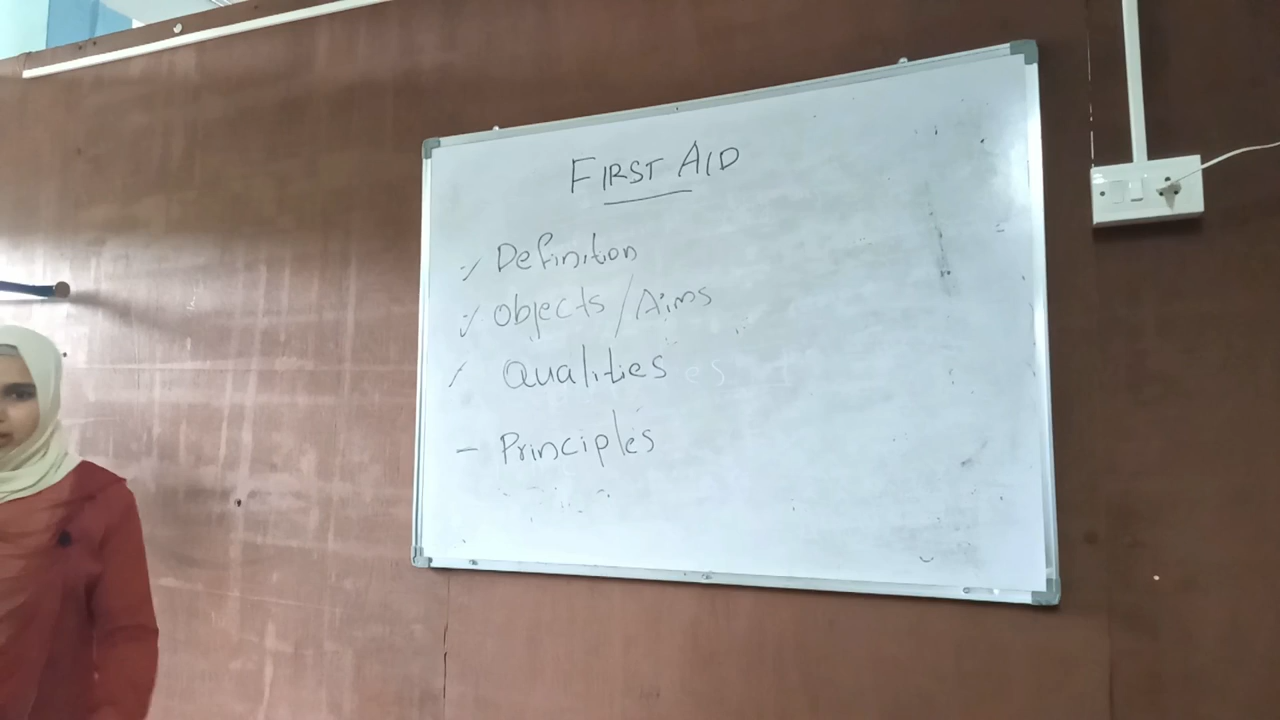 FIRST AID
Definition
Objects/Aims
Qualities
- Principles